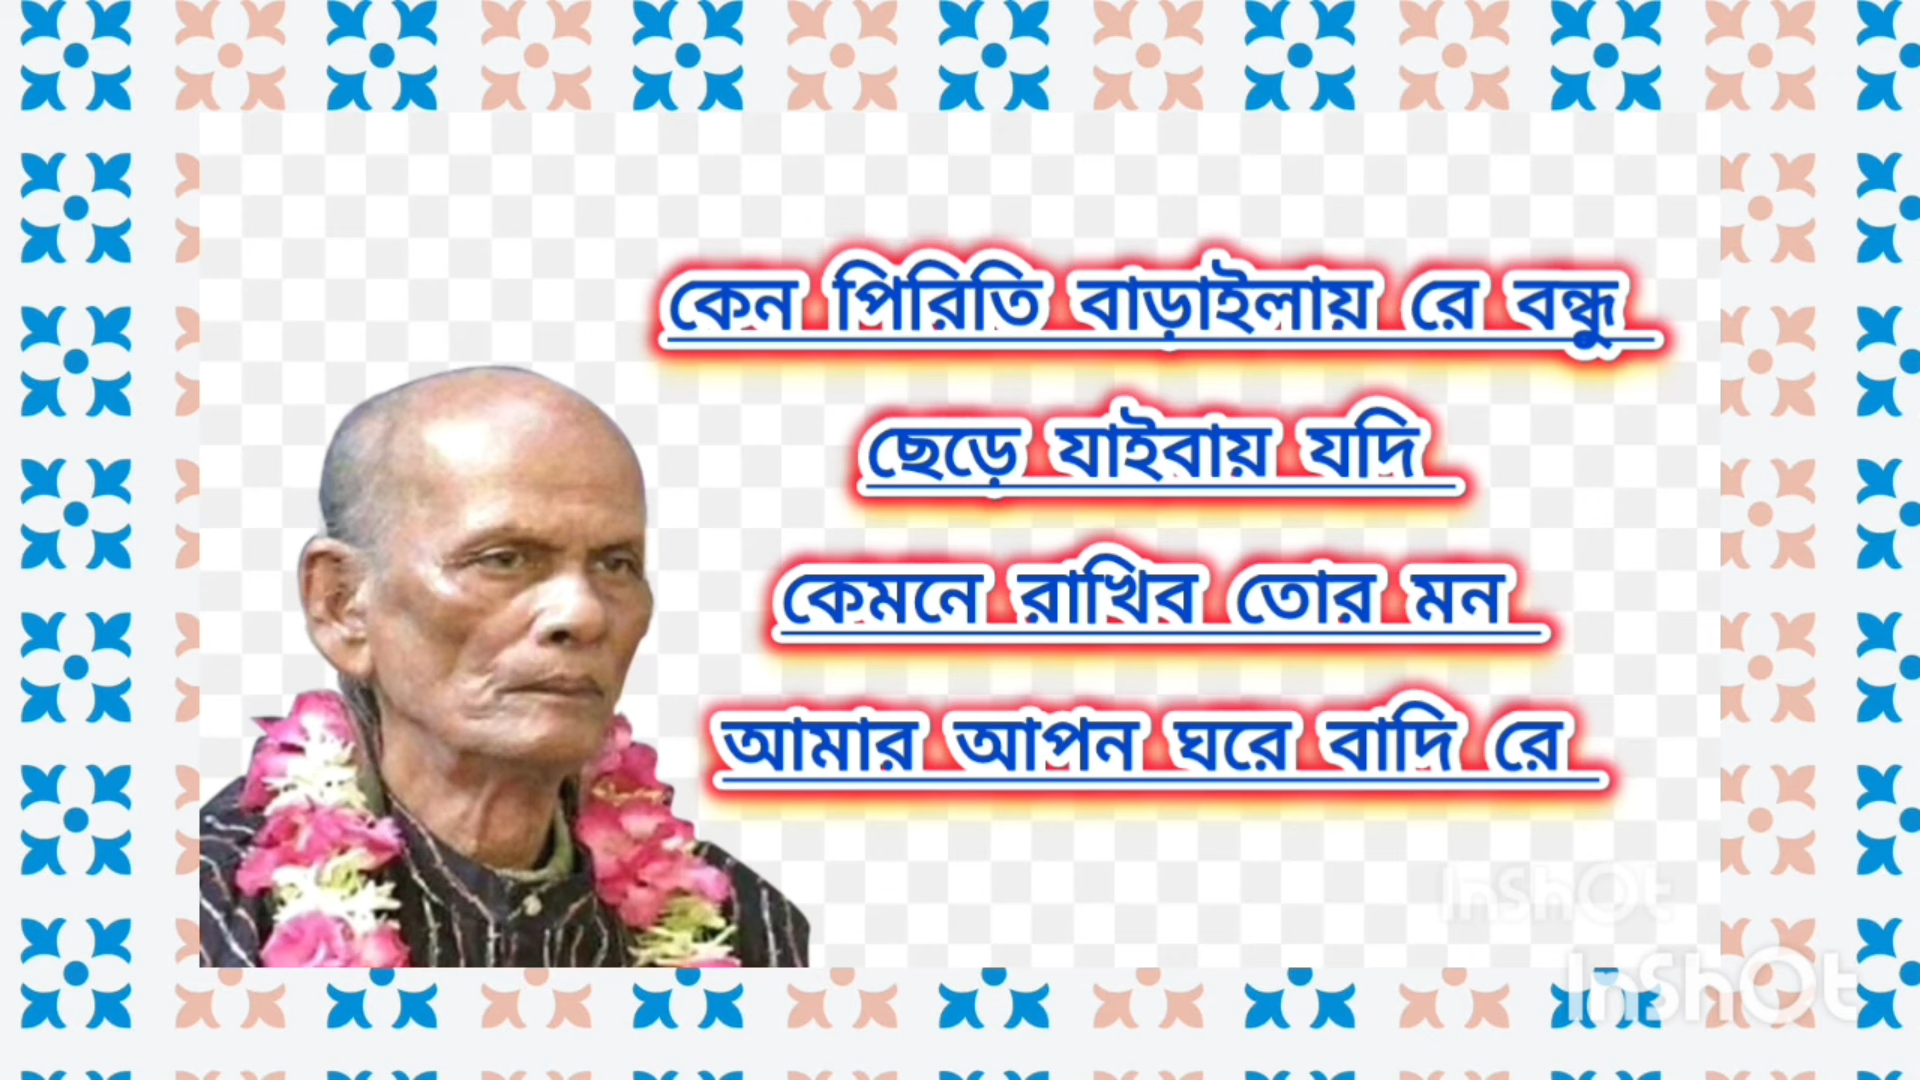 কেন পিরিতি বাড়াইলায় রে বন্ধু
ছেড়ে যাইবায় যদি
কেমনে রাখিব তোর মন
আমার আপন ঘরে বাদি রে
InShOt
InShOt